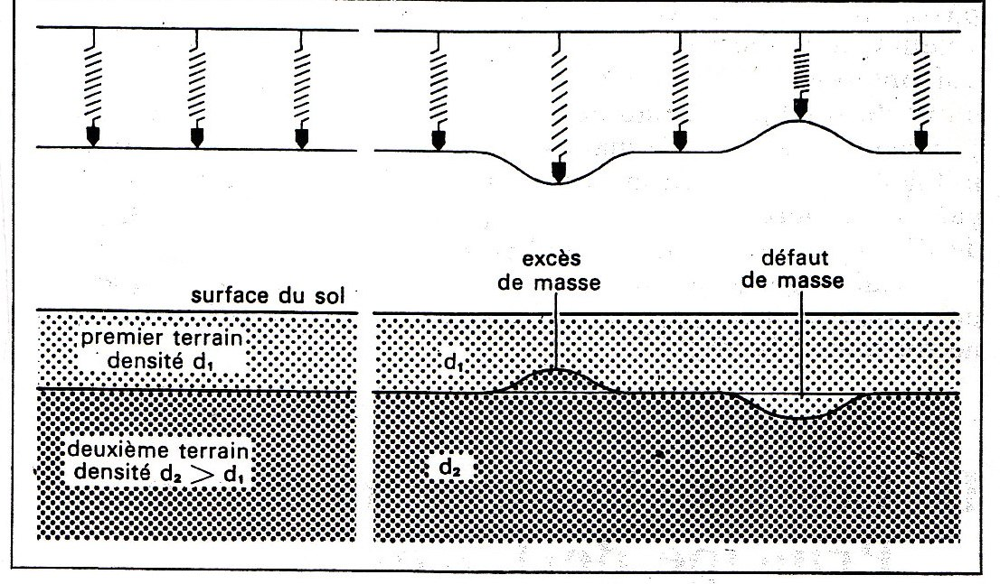 excès
de masse
défaut
de masse
surface du sol
premier terrain
densité d₁
d₁
deuxième terrain
densité d₂ > d₁
d₂